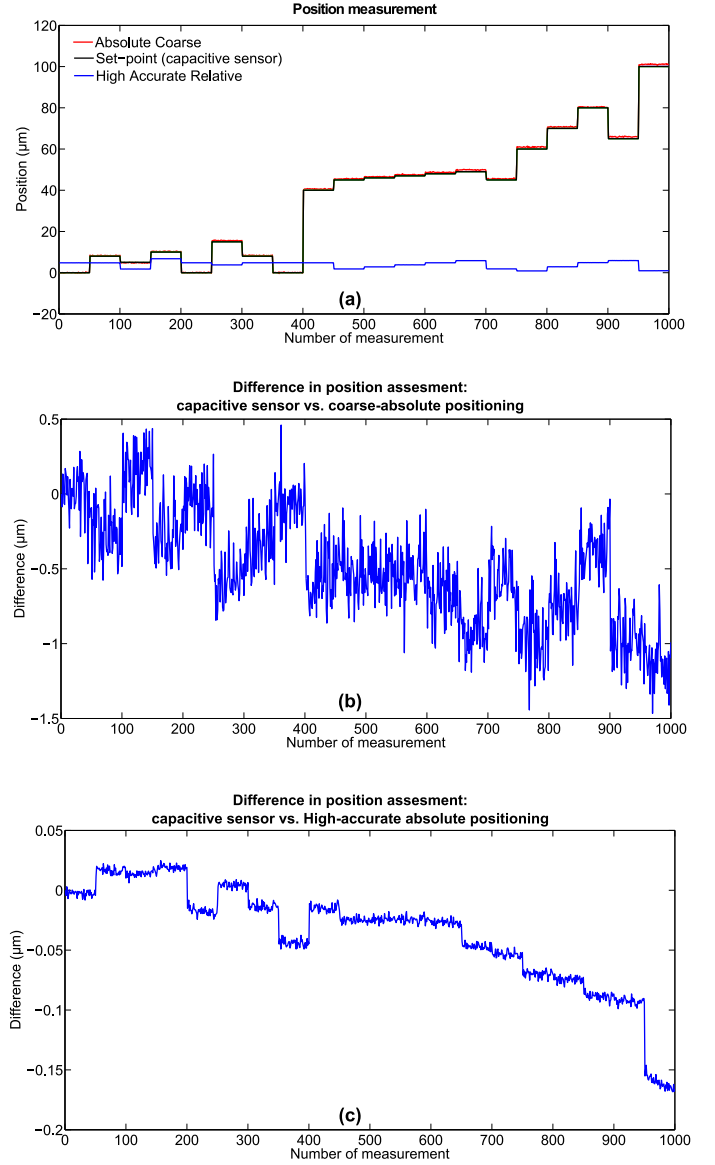 Position measurement
120
100
80
60
40
20
0
−20
Position (µm)
Absolute Coarse
Set−point (capacitive sensor)
High Accurate Relative
(a)
0 100 200 300 400 500 600 700 800 900 1000
Number of measurement
Difference in position assesment:
capacitive sensor vs. coarse-absolute positioning
0.5
0
−0.5
−1
−1.5
Difference (µm)
(b)
0 100 200 300 400 500 600 700 800 900 1000
Number of measurement
Difference in position assesment:
capacitive sensor vs. High-accurate absolute positioning
0.05
0
−0.05
−0.1
−0.15
−0.2
Difference (µm)
(c)
0 100 200 300 400 500 600 700 800 900 1000
Number of measurement